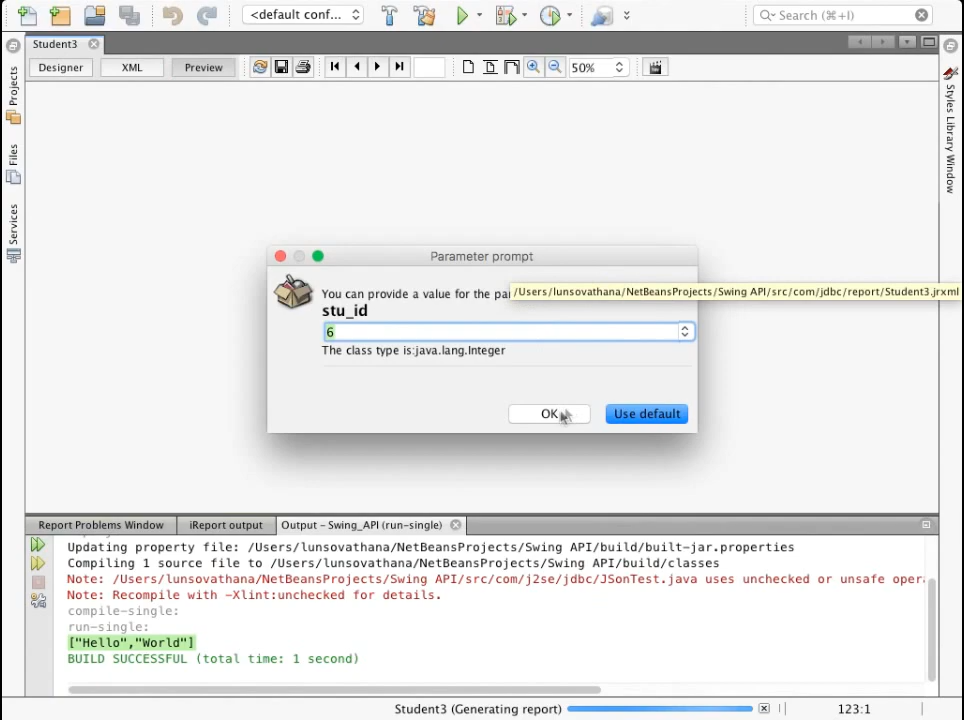 <default conf...
Search (⌘+I)
Student3
Designer
XML
Preview
50%
Projects
Files
Services
Styles Library Window
Parameter prompt
You can provide a value for the pa
/Users/lunsovathana/NetBeansProjects/Swing API/src/com/jdbc/report/Student3.jrxml
stu_id
6
The class type is:java.lang.Integer
OK
Use default
Report Problems Window
iReport output
Output - Swing_API (run-single)
Updating property file: /Users/lunsovathana/NetBeansProjects/Swing API/build/built-jar.properties
Compiling 1 source file to /Users/lunsovathana/NetBeansProjects/Swing API/build/classes
Note: /Users/lunsovathana/NetBeansProjects/Swing API/src/com/j2se/jdbc/JSonTest.java uses unchecked or unsafe opera
Note: Recompile with -Xlint:unchecked for details.
compile-single:
run-single:
["Hello","World"]
BUILD SUCCESSFUL (total time: 1 second)
Student3 (Generating report)
123:1